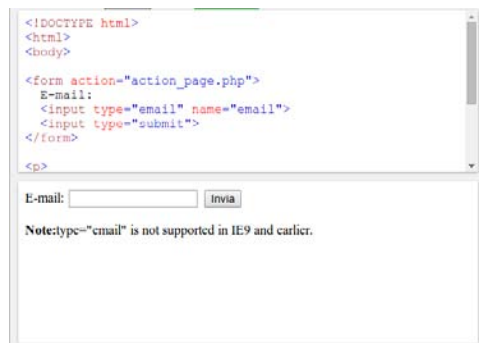 <!DOCTYPE html>
<html>
<body>
<form action="action_page.php">
E-mail:
<input type="email" name="email">
<input type="submit">
</form>
<p>
E-mail: Invia
Note:type="email" is not supported in IE9 and earlier.